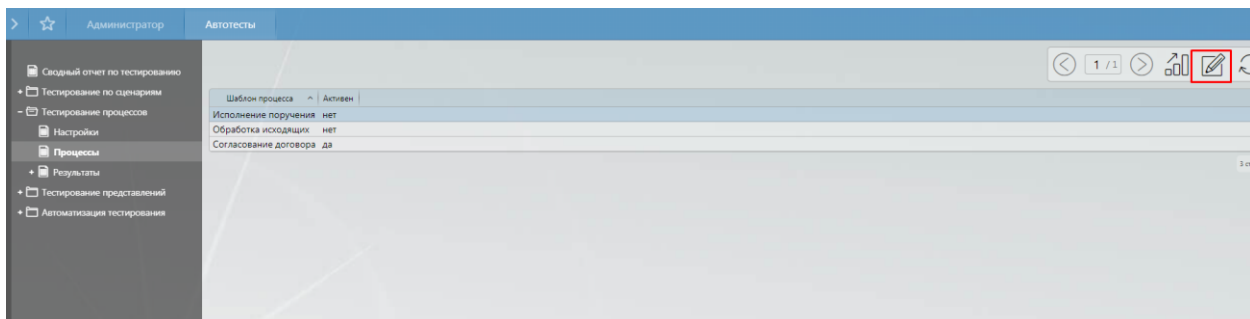 Администратор Автотесты
Сводный отчет по тестированию
Тестирование по сценариям
Тестирование процессов
Настройки
Процессы
Результаты
Тестирование представлений
Автоматизация тестирования
1 /1
Шаблон процесса Активен
Исполнение поручения нет
Обработка исходящих нет
Согласование договора да